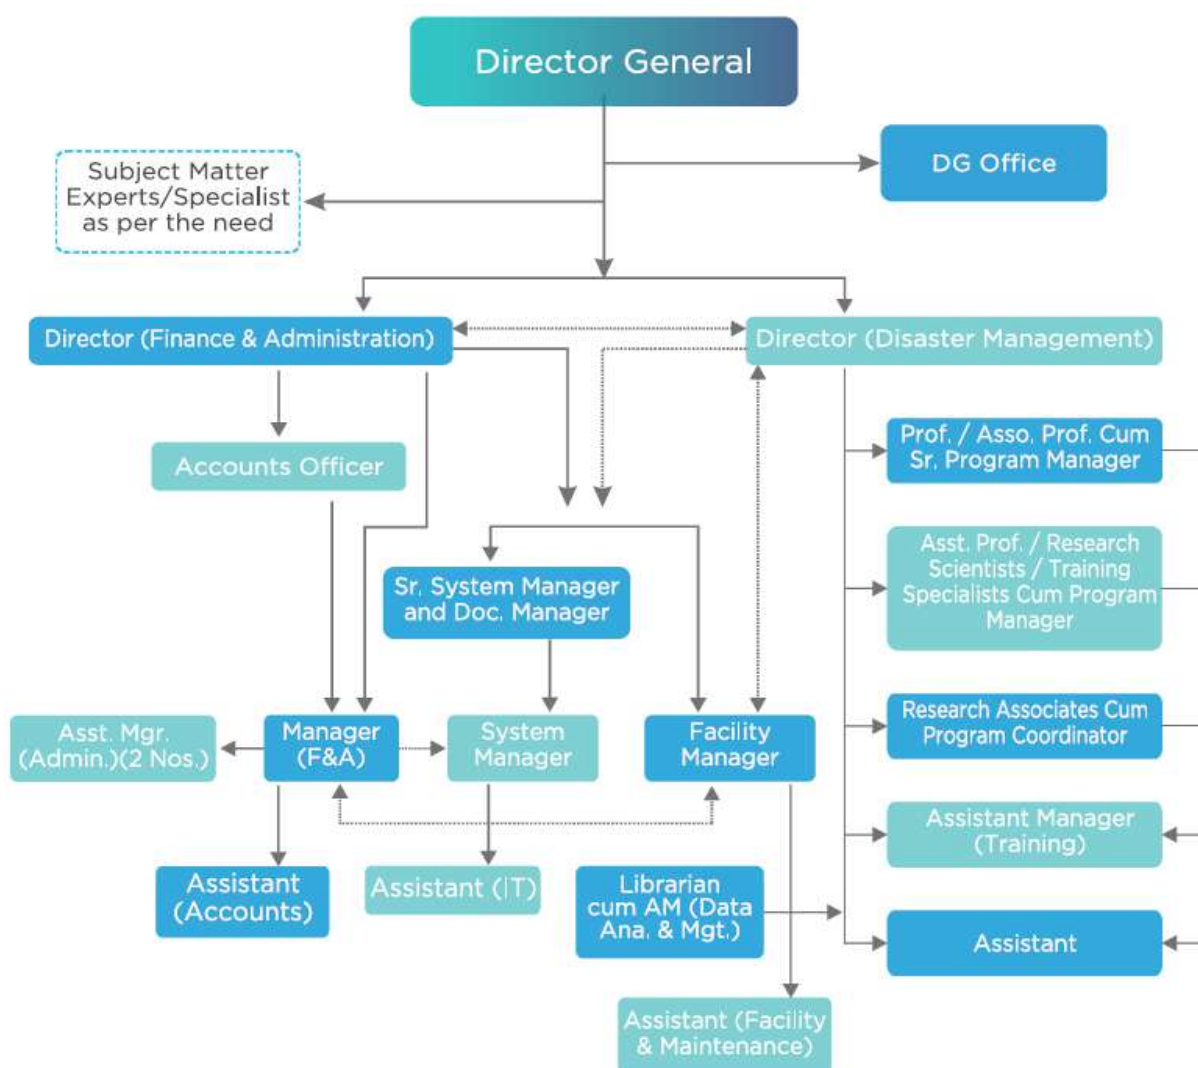 Director General
DG Office
Subject Matter
Experts/Specialist
as per the need
Director (Finance & Administration)
Director (Disaster Management)
Accounts Officer
Prof. / Asso. Prof. Cum
Sr. Program Manager
Asst. Prof. / Research
Scientists / Training
Specialists Cum Program
Manager
Sr. System Manager
and Doc. Manager
Asst. Mgr.
(Admin.)(2 Nos.)
Manager
(F&A)
System
Manager
Facility
Manager
Research Associates Cum
Program Coordinator
Assistant Manager
(Training)
Assistant
(Accounts)
Assistant (IT)
Librarian
cum AM (Data
Ana. & Mgt.)
Assistant
Assistant (Facility
& Maintenance)